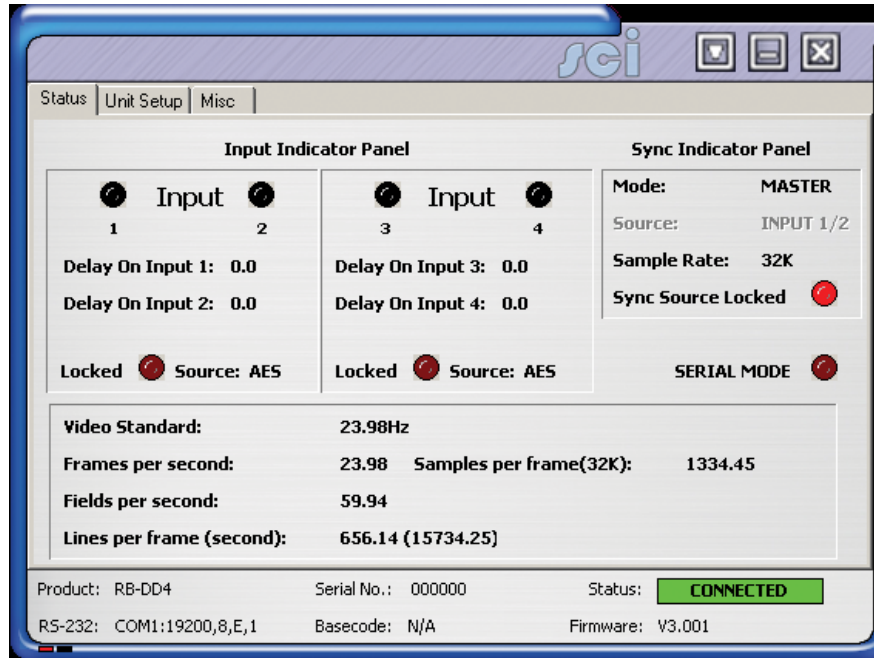 sci
Status Unit Setup Misc
Input Indicator Panel
Input
1 2
Delay On Input 1: 0.0
Delay On Input 2: 0.0
Locked Source: AES
Input
3 4
Delay On Input 3: 0.0
Delay On Input 4: 0.0
Locked Source: AES
Sync Indicator Panel
Mode: MASTER
Source: INPUT 1/2
Sample Rate: 32K
Sync Source Locked
SERIAL MODE
Video Standard: 23.98Hz
Frames per second: 23.98 Samples per frame(32K): 1334.45
Fields per second: 59.94
Lines per frame (second): 656.14 (15734.25)
Product: RB-DD4 Serial No.: 000000 Status: CONNECTED
RS-232: COM1:19200,8,E,1 Basecode: N/A Firmware: V3.001